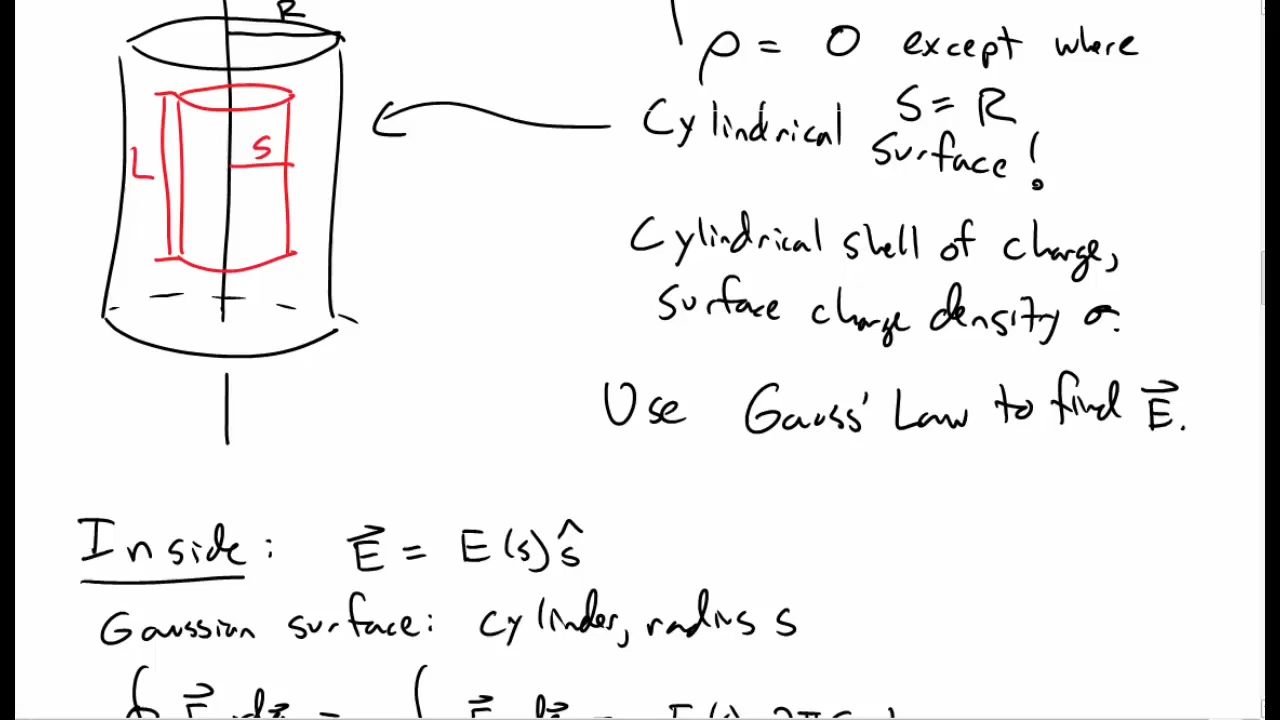 R
ρ = 0 except where
S = R
Cylindrical
surface!
L
s
Cylindrical shell of charge,
surface charge density σ.
Use Gauss' Law to find E⃗.
Inside: E⃗ = E(s)ŝ
Gaussian surface: cylinder, radius s